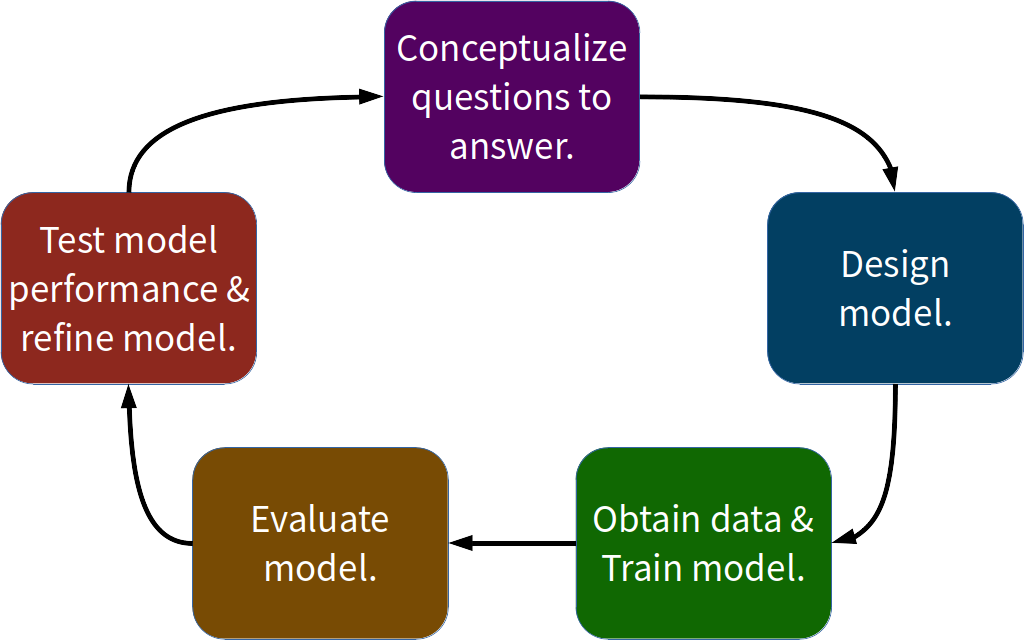 Conceptualize
questions to
answer.
Design
model.
Obtain data &
Train model.
Evaluate
model.
Test model
performance &
refine model.